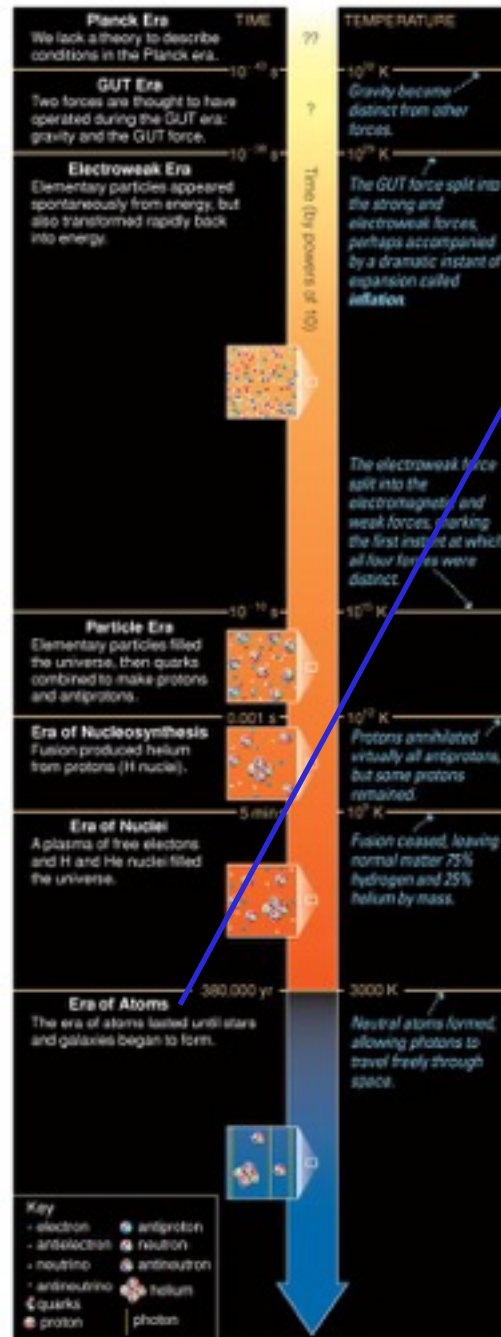 Planck Era
TIME
TEMPERATURE
We lack a theory to describe
conditions in the Planck era.
??
GUT Era
Two forces are thought to have
operated during the GUT era:
gravity and the GUT force.
?
Gravity became
distinct from other
forces.
Electroweak Era
Elementary particles appeared
spontaneously from energy, but
also transformed rapidly back
into energy.
Time (by powers of 10)
The GUT force split into
the strong and
electroweak forces,
perhaps accompanied
by a dramatic instant of
expansion called
inflation.
The electroweak force
split into the
electromagnetic and
weak forces, marking
the first instant at which
all four forces were
distinct.
Particle Era
Elementary particles filled
the universe, then quarks
combined to make protons
and antiprotons.
0.001 s
10¹² K
Era of Nucleosynthesis
Fusion produced helium
from protons (H nuclei).
Protons annihilated
virtually all antiprotons,
but some protons
remained.
5 min
10⁹ K
Era of Nuclei
A plasma of free electons
and H and He nuclei filled
the universe.
Fusion ceased, leaving
normal matter 75%
hydrogen and 25%
helium by mass.
380,000 yr
3000 K
Era of Atoms
The era of atoms lasted until stars
and galaxies began to form.
Neutral atoms formed,
allowing photons to
travel freely through
space.
Key
electron
antielectron
neutrino
antineutrino
quarks
proton
antiproton
neutron
antineutron
helium
photon